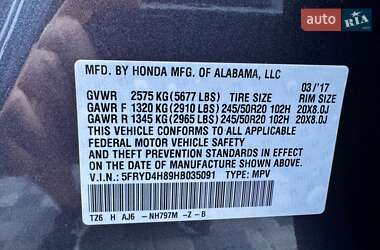 auto RIA
MFD. BY HONDA MFG. OF ALABAMA, LLC
03/'17
GVWR 2575 KG (5677 LBS) TIRE SIZE RIM SIZE
GAWR F 1320 KG (2910 LBS) 245/50R20 102H 20X8.0J
GAWR R 1345 KG (2965 LBS) 245/50R20 102H 20X8.0J
THIS VEHICLE CONFORMS TO ALL APPLICABLE
FEDERAL MOTOR VEHICLE SAFETY
AND THEFT PREVENTION STANDARDS IN EFFECT
ON THE DATE OF MANUFACTURE SHOWN ABOVE.
V.I.N.: 5FRYD4H89HB035091 TYPE: MPV
TZ6 H AJ6 -NH797M -Z-B